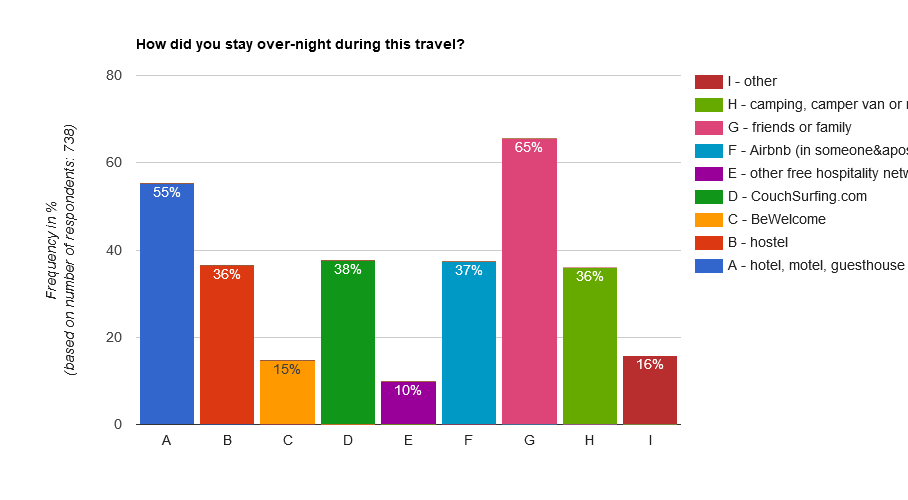 How did you stay over-night during this travel?
Frequency in %
(based on number of respondents: 738)
80
60
40
20
0
55%
36%
15%
38%
10%
37%
65%
36%
16%
A
B
C
D
E
F
G
H
I
I - other
H - camping, camper van or
G - friends or family
F - Airbnb (in someone&apos
E - other free hospitality
D - CouchSurfing.com
C - BeWelcome
B - hostel
A - hotel, motel, guesthouse